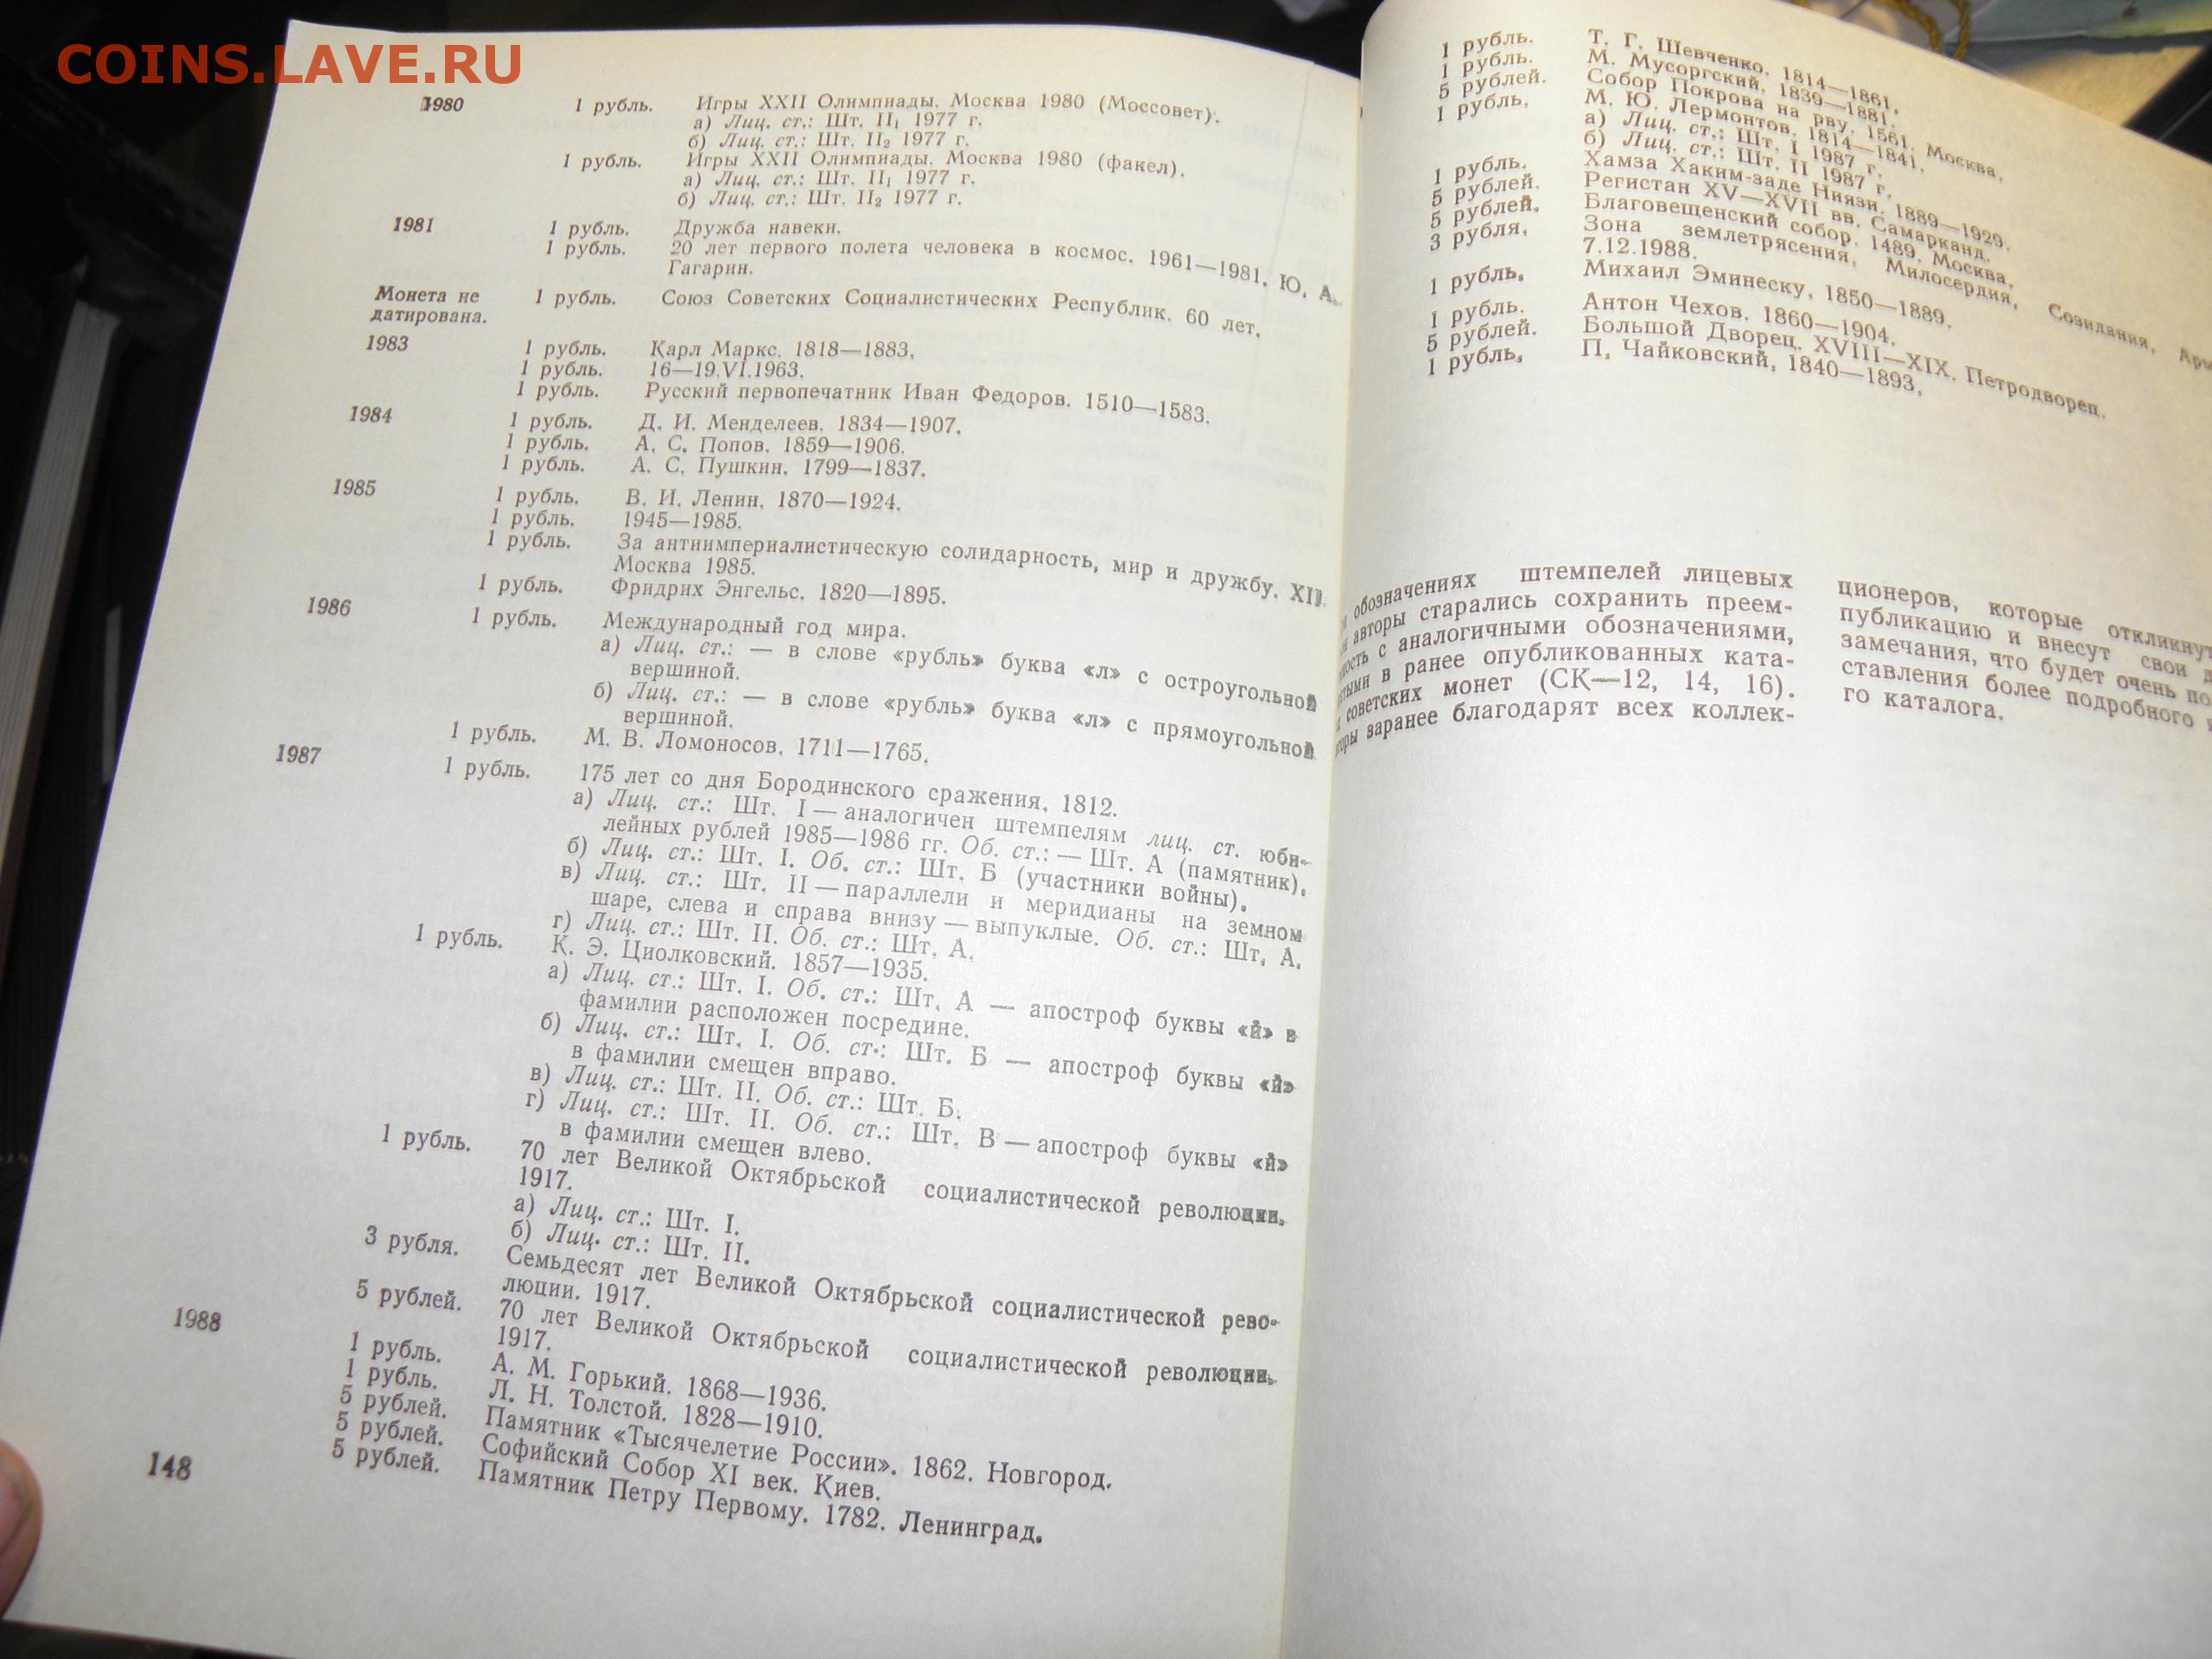 COINS.LAVE.RU
1980 1 рубль. Игры XXII Олимпиады. Москва 1980 (Моссовет).
а) Лиц. ст.: Шт. II₁ 1977 г.
б) Лиц. ст.: Шт. II₂ 1977 г.
1 рубль. Игры XXII Олимпиады. Москва 1980 (факел).
а) Лиц. ст.: Шт. II₁ 1977 г.
б) Лиц. ст.: Шт. II₂ 1977 г.
1981 1 рубль. Дружба навеки.
1 рубль. 20 лет первого полета человека в космос. 1961—1981. Ю. А.
Гагарин.
Монета не 1 рубль. Союз Советских Социалистических Республик. 60 лет.
датирована.
1983 1 рубль. Карл Маркс. 1818—1883.
1 рубль. 16—19.VI.1963.
1 рубль. Русский первопечатник Иван Федоров. 1510—1583.
1984 1 рубль. Д. И. Менделеев. 1834—1907.
1 рубль. А. С. Попов. 1859—1906.
1 рубль. А. С. Пушкин. 1799—1837.
1985 1 рубль. В. И. Ленин. 1870—1924.
1 рубль. 1945—1985.
1 рубль. За антиимпериалистическую солидарность, мир и дружбу. XII.
Москва 1985.
1 рубль. Фридрих Энгельс. 1820—1895.
1986 1 рубль. Международный год мира.
а) Лиц. ст.: — в слове «рубль» буква «л» с остроугольной
вершиной.
б) Лиц. ст.: — в слове «рубль» буква «л» с прямоугольной
вершиной.
1 рубль. М. В. Ломоносов. 1711—1765.
1987 1 рубль. 175 лет со дня Бородинского сражения. 1812.
а) Лиц. ст.: Шт. I — аналогичен штемпелям лиц. ст. юби-
лейных рублей 1985—1986 гг. Об. ст.: — Шт. А (памятник).
б) Лиц. ст.: Шт. I. Об. ст.: Шт. Б (участники войны).
в) Лиц. ст.: Шт. II — параллели и меридианы на земном
шаре, слева и справа внизу — выпуклые. Об. ст.: Шт. А.
г) Лиц. ст.: Шт. II. Об. ст.: Шт. А.
1 рубль. К. Э. Циолковский. 1857—1935.
а) Лиц. ст.: Шт. I. Об. ст.: Шт. А — апостроф буквы «й» в
фамилии расположен посредине.
б) Лиц. ст.: Шт. I. Об. ст.: Шт. Б — апостроф буквы «й»
в фамилии смещен вправо.
в) Лиц. ст.: Шт. II. Об. ст.: Шт. Б.
г) Лиц. ст.: Шт. II. Об. ст.: Шт. В — апостроф буквы «й»
в фамилии смещен влево.
1 рубль. 70 лет Великой Октябрьской социалистической революции.
1917.
а) Лиц. ст.: Шт. I.
б) Лиц. ст.: Шт. II.
3 рубля. Семьдесят лет Великой Октябрьской социалистической рево-
люции. 1917.
5 рублей. 70 лет Великой Октябрьской социалистической революции.
1917.
1988 1 рубль. А. М. Горький. 1868—1936.
1 рубль. Л. Н. Толстой. 1828—1910.
5 рублей. Памятник «Тысячелетие России». 1862. Новгород.
5 рублей. Софийский Собор XI век. Киев.
5 рублей. Памятник Петру Первому. 1782. Ленинград.
148
1 рубль. Т. Г. Шевченко. 1814—1861.
1 рубль. М. Мусоргский. 1839—1881.
5 рублей. Собор Покрова на рву. 1561. Москва.
1 рубль. М. Ю. Лермонтов. 1814—1841.
а) Лиц. ст.: Шт. I 1987 г.
б) Лиц. ст.: Шт. II 1987 г.
1 рубль. Хамза Хаким-заде Ниязи. 1889—1929.
5 рублей. Регистан XV—XVII вв. Самарканд.
5 рублей. Благовещенский собор. 1489. Москва.
3 рубля. Зона землетрясения. Милосердия, Созидания,
7.12.1988.
1 рубль. Михаил Эминеску. 1850—1889.
1 рубль. Антон Чехов. 1860—1904.
5 рублей. Большой Дворец. XVIII—XIX. Петродворец.
1 рубль. П. Чайковский. 1840—1893.
обозначениях штемпелей лицевых
авторы старались сохранить преем-
с аналогичными обозначениями,
в ранее опубликованных ката-
советских монет (СК—12, 14, 16).
заранее благодарят всех коллек-
ционеров, которые
публикацию и внесут свои
замечания, что будет очень
ставления более подробного
го каталога.